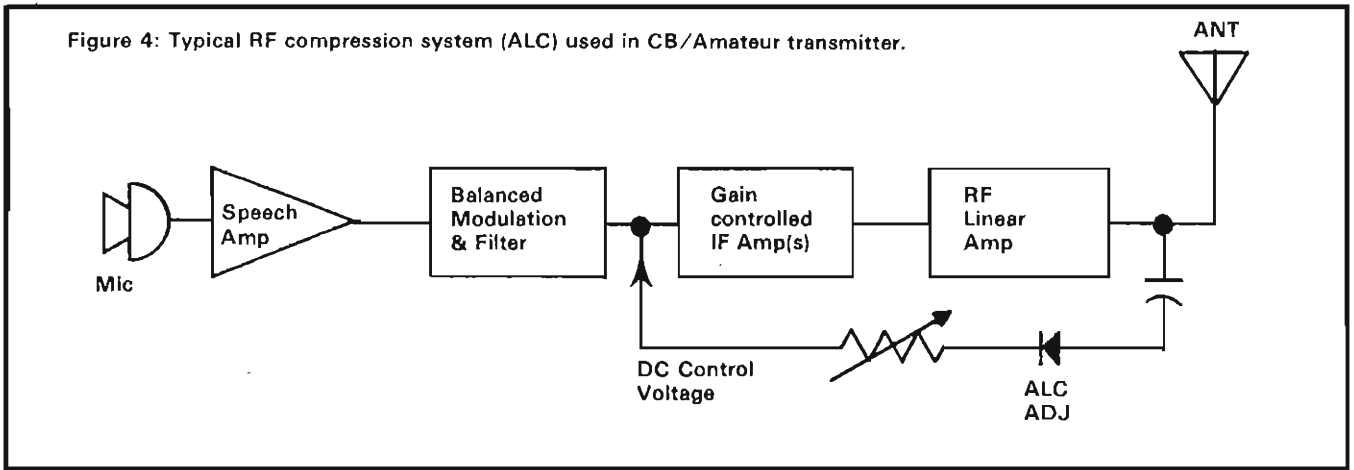 Figure 4: Typical RF compression system (ALC) used in CB/Amateur transmitter.
ANT
Mic
Speech
Amp
Balanced
Modulation
& Filter
Gain
controlled
IF Amp(s)
RF
Linear
Amp
DC Control
Voltage
ALC
ADJ